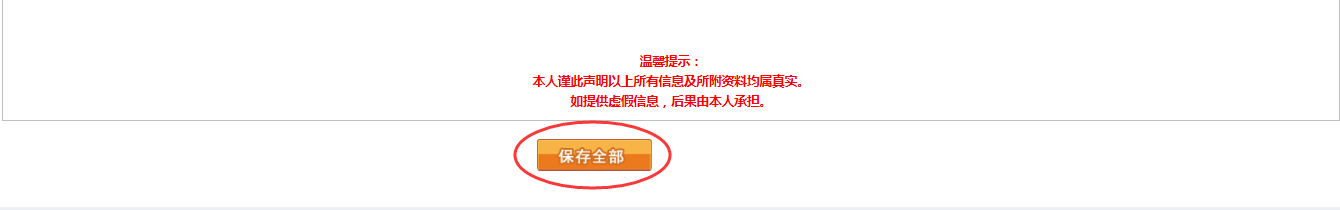 温馨提示：
本人谨此声明以上所有信息及所附资料均属真实。
如提供虚假信息，后果由本人承担。
保存全部